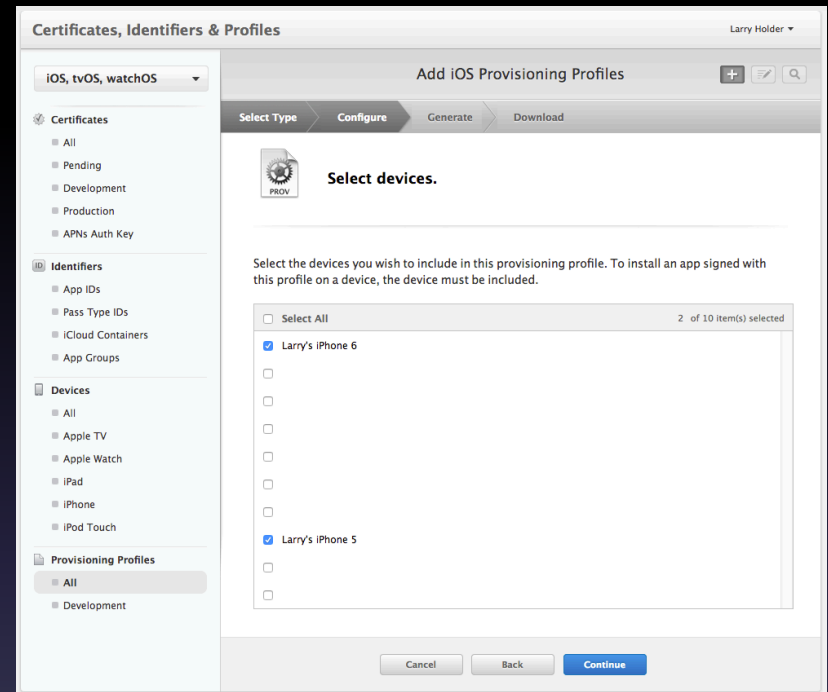 Certificates, Identifiers & Profiles
Larry Holder
iOS, tvOS, watchOS
Certificates
All
Pending
Development
Production
APNs Auth Key
ID
Identifiers
App IDs
Pass Type IDs
iCloud Containers
App Groups
Devices
All
Apple TV
Apple Watch
iPad
iPhone
iPod Touch
Provisioning Profiles
All
Development
Add iOS Provisioning Profiles
Select Type
Configure
Generate
Download
PROV
Select devices.
Select the devices you wish to include in this provisioning profile. To install an app signed with
this profile on a device, the device must be included.
Select All
2 of 10 item(s) selected
Larry's iPhone 6
Larry's iPhone 5
Cancel
Back
Continue